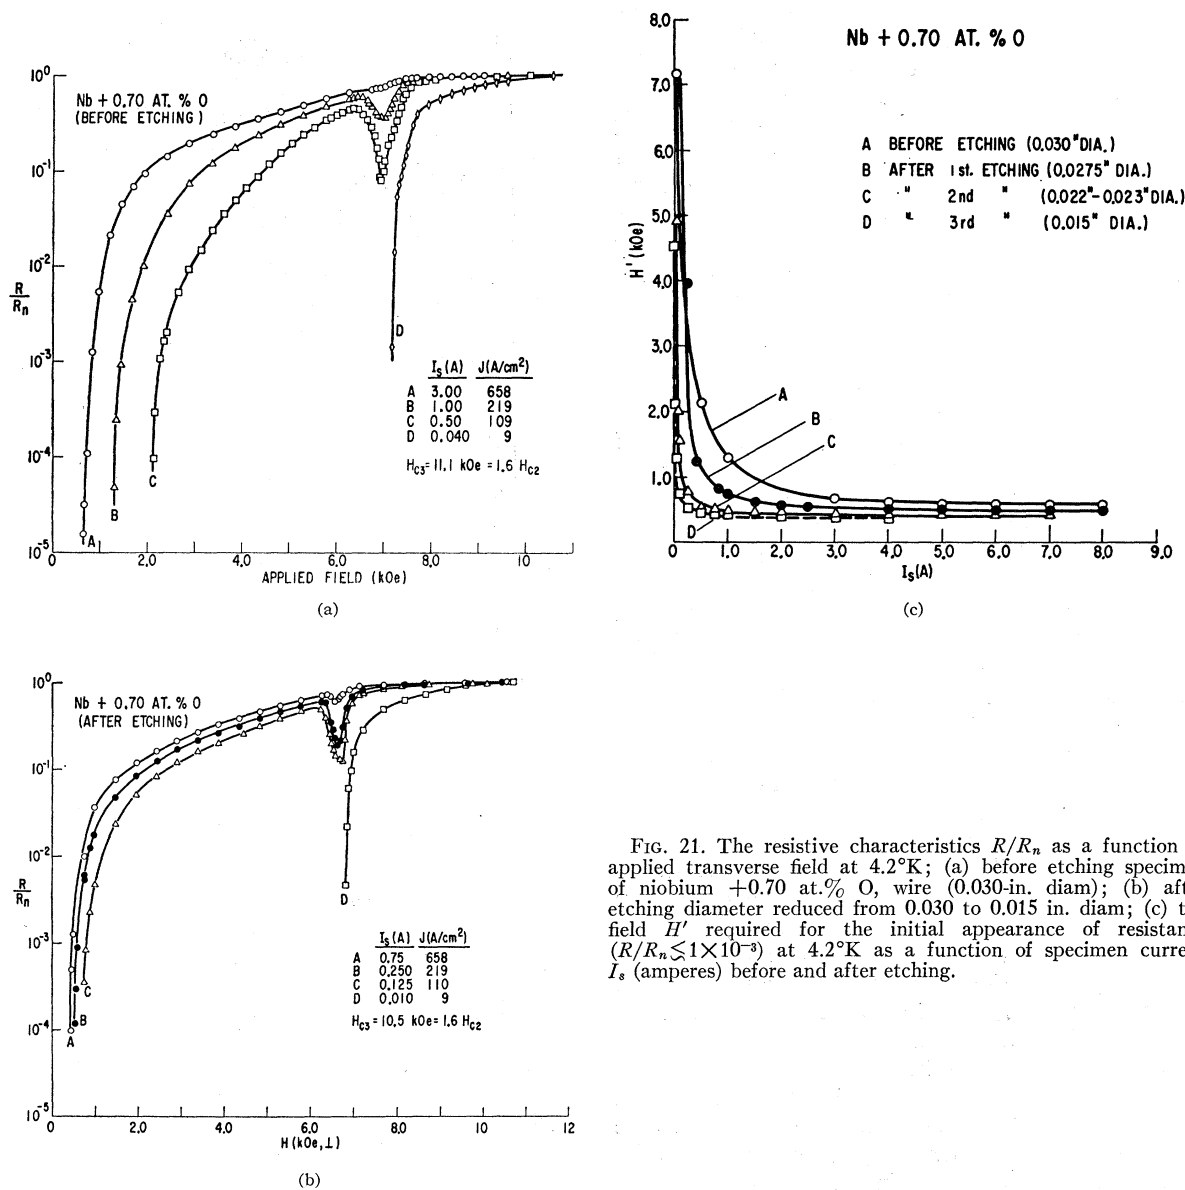 10⁰
10⁻¹
10⁻²
10⁻³
10⁻⁴
10⁻⁵
R
Rn
Nb + 0.70 AT. % O
(BEFORE ETCHING)
A
B
C
D
Is(A) J(A/cm²)
A 3.00 658
B 1.00 219
C 0.50 109
D 0.040 9
Hc3 = 11.1 kOe = 1.6 Hc2
0 2.0 4.0 6.0 8.0 10
APPLIED FIELD (kOe)
(a)
8.0
7.0
6.0
5.0
4.0
3.0
2.0
1.0
H' (kOe)
Nb + 0.70 AT. % O
A BEFORE ETCHING (0.030" DIA.)
B AFTER 1st. ETCHING (0.0275" DIA.)
C " 2nd " (0.022"-0.023" DIA.)
D " 3rd " (0.015" DIA.)
A
B
C
D
0 1.0 2.0 3.0 4.0 5.0 6.0 7.0 8.0 9.0
Is(A)
(c)
10⁰
10⁻¹
10⁻²
10⁻³
10⁻⁴
10⁻⁵
R
Rn
Nb + 0.70 AT. % O
(AFTER ETCHING)
A
B
C
D
Is(A) J(A/cm²)
A 0.75 658
B 0.250 219
C 0.125 110
D 0.010 9
Hc3 = 10.5 kOe = 1.6 Hc2
0 2.0 4.0 6.0 8.0 10 12
H (kOe,⊥)
(b)
FIG. 21. The resistive characteristics R/Rn as a function
applied transverse field at 4.2°K; (a) before etching specim
of niobium +0.70 at.% O, wire (0.030-in. diam); (b) aft
etching diameter reduced from 0.030 to 0.015 in. diam; (c) t
field H' required for the initial appearance of resistan
(R/Rn≲1×10⁻³) at 4.2°K as a function of specimen curre
Is (amperes) before and after etching.